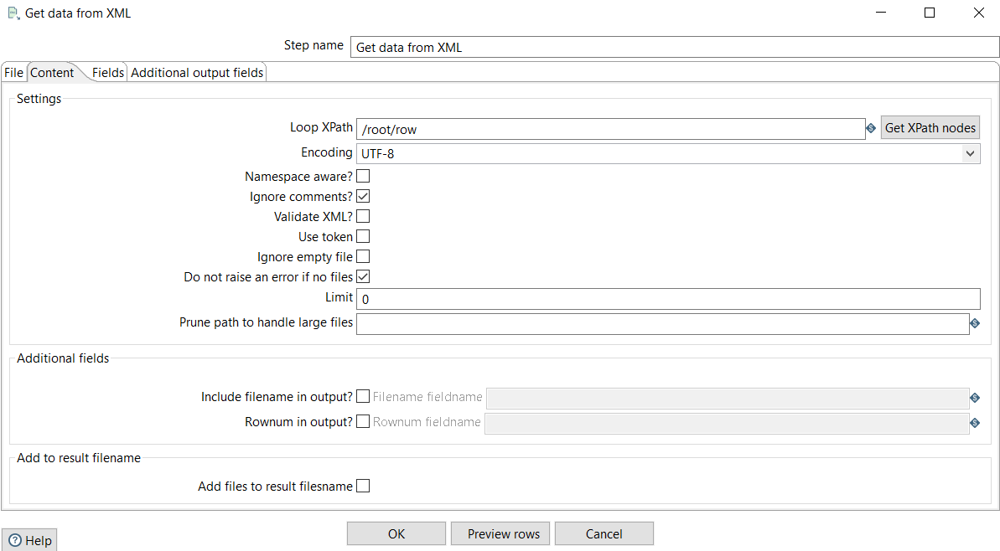 Get data from XML
Step name Get data from XML
File Content Fields Additional output fields
Settings
Loop XPath /root/row Get XPath nodes
Encoding UTF-8
Namespace aware?
Ignore comments?
Validate XML?
Use token
Ignore empty file
Do not raise an error if no files
Limit 0
Prune path to handle large files
Additional fields
Include filename in output? Filename fieldname
Rownum in output? Rownum fieldname
Add to result filename
Add files to result filesname
OK Preview rows Cancel
Help